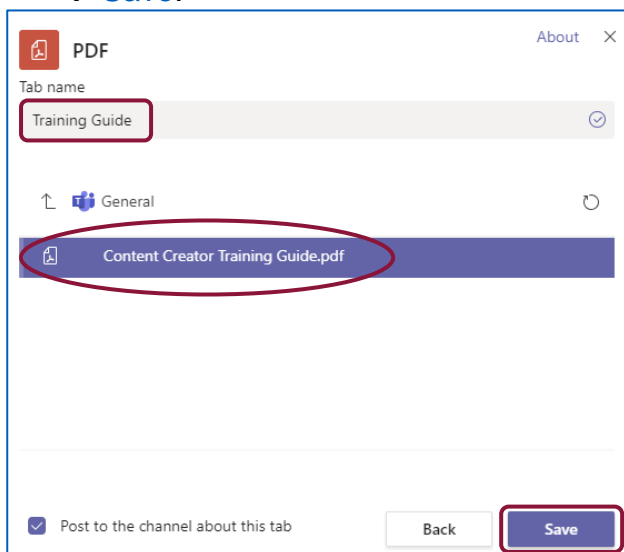 Save.
PDF
About
Tab name
Training Guide
General
Content Creator Training Guide.pdf
Post to the channel about this tab
Back
Save